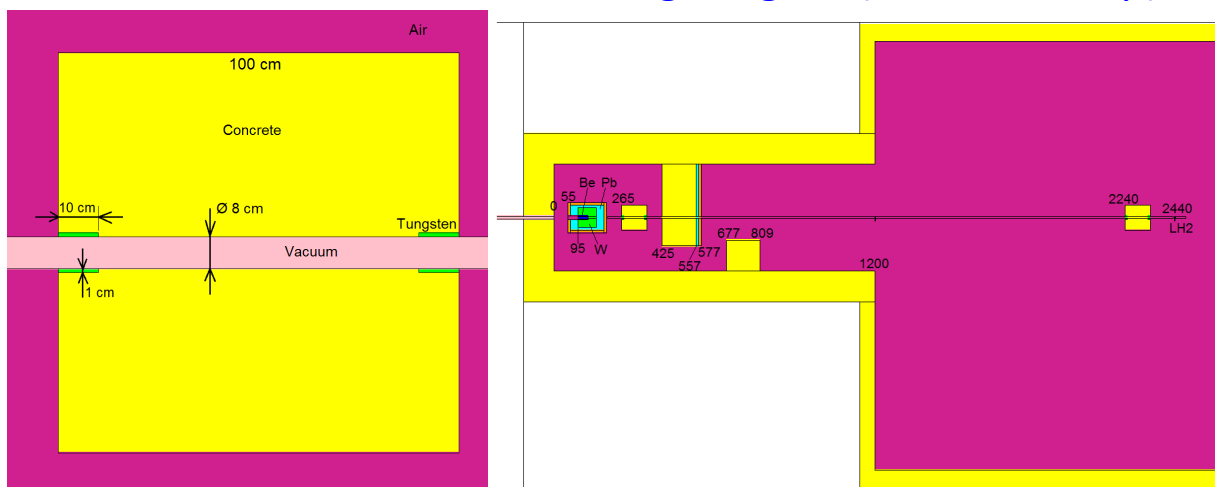 Air
100 cm
Concrete
10 cm
Ø 8 cm
Tungsten
Vacuum
1 cm
Be Pb
0
55
265
95
W
425
557
577
677
809
1200
2240
2440
LH2